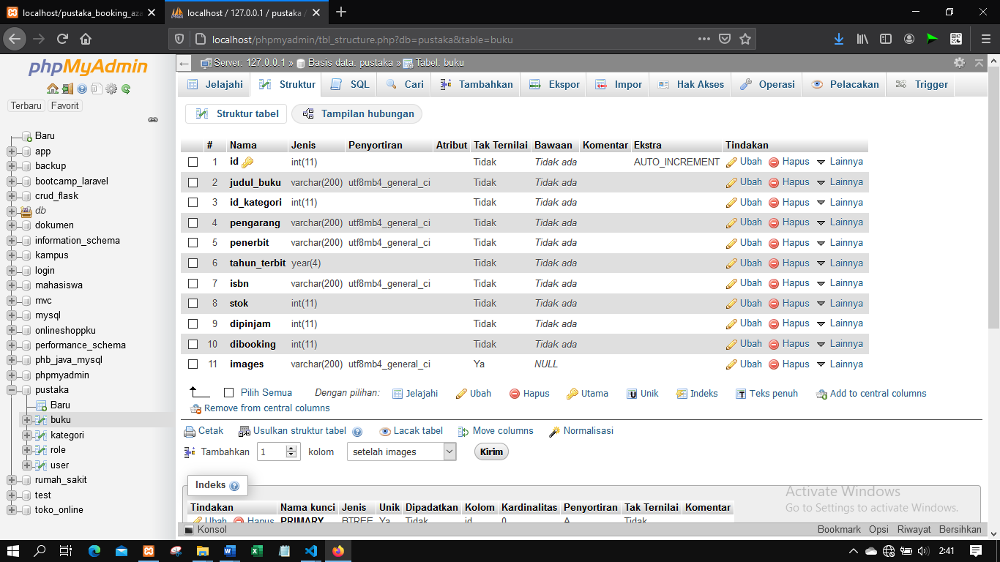 localhost/pustaka_booking_aza
localhost / 127.0.0.1 / pustaka /
localhost/phpmyadmin/tbl_structure.php?db=pustaka&table=buku
phpMyAdmin
Terbaru Favorit
Baru
app
backup
bootcamp_laravel
crud_flask
db
dokumen
information_schema
kampus
login
mahasiswa
mvc
mysql
onlineshoppku
performance_schema
phb_java_mysql
phpmyadmin
pustaka
Baru
buku
kategori
role
user
rumah_sakit
test
toko_online
Server: 127.0.0.1 » Basis data: pustaka » Tabel: buku
Jelajahi Struktur SQL Cari Tambahkan Ekspor Impor Hak Akses Operasi Pelacakan Trigger
Struktur tabel Tampilan hubungan
# Nama Jenis Penyortiran Atribut Tak Ternilai Bawaan Komentar Ekstra Tindakan
1 id int(11) Tidak Tidak ada AUTO_INCREMENT Ubah Hapus Lainnya
2 judul_buku varchar(200) utf8mb4_general_ci Tidak Tidak ada Ubah Hapus Lainnya
3 id_kategori int(11) Tidak Tidak ada Ubah Hapus Lainnya
4 pengarang varchar(200) utf8mb4_general_ci Tidak Tidak ada Ubah Hapus Lainnya
5 penerbit varchar(200) utf8mb4_general_ci Tidak Tidak ada Ubah Hapus Lainnya
6 tahun_terbit year(4) Tidak Tidak ada Ubah Hapus Lainnya
7 isbn varchar(200) utf8mb4_general_ci Tidak Tidak ada Ubah Hapus Lainnya
8 stok int(11) Tidak Tidak ada Ubah Hapus Lainnya
9 dipinjam int(11) Tidak Tidak ada Ubah Hapus Lainnya
10 dibooking int(11) Tidak Tidak ada Ubah Hapus Lainnya
11 images varchar(200) utf8mb4_general_ci Ya NULL Ubah Hapus Lainnya
Pilih Semua Dengan pilihan: Jelajahi Ubah Hapus Utama Unik Indeks Teks penuh Add to central columns
Remove from central columns
Cetak Usulkan struktur tabel Lacak tabel Move columns Normalisasi
Tambahkan 1 kolom setelah images Kirim
Indeks
Tindakan Nama kunci Jenis Unik Dipadatkan Kolom Kardinalitas Penyortiran Tak Ternilai Komentar
Ubah Hapus PRIMARY BTREE Ya Tidak id 0 A Tidak
Activate Windows
Go to Settings to activate Windows.
Konsol Bookmark Opsi Riwayat Bersihkan
2:41